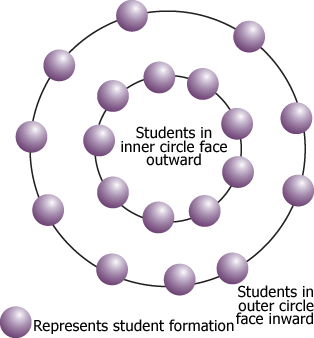 Students in
inner circle face
outward
Students in
outer circle
face inward
Represents student formation